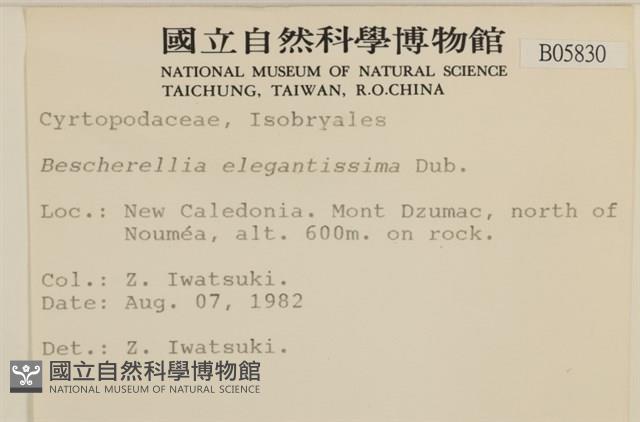 國立自然科學博物館
B05830
NATIONAL MUSEUM OF NATURAL SCIENCE
TAICHUNG, TAIWAN, R.O.CHINA
Cyrtopodaceae, Isobryales
Bescherellia elegantissima Dub.
Loc.: New Caledonia. Mont Dzumac, north of
Nouméa, alt. 600m. on rock.
Col.: Z. Iwatsuki.
Date: Aug. 07, 1982
Det.: Z. Iwatsuki.
國立自然科學博物館
NATIONAL MUSEUM OF NATURAL SCIENCE